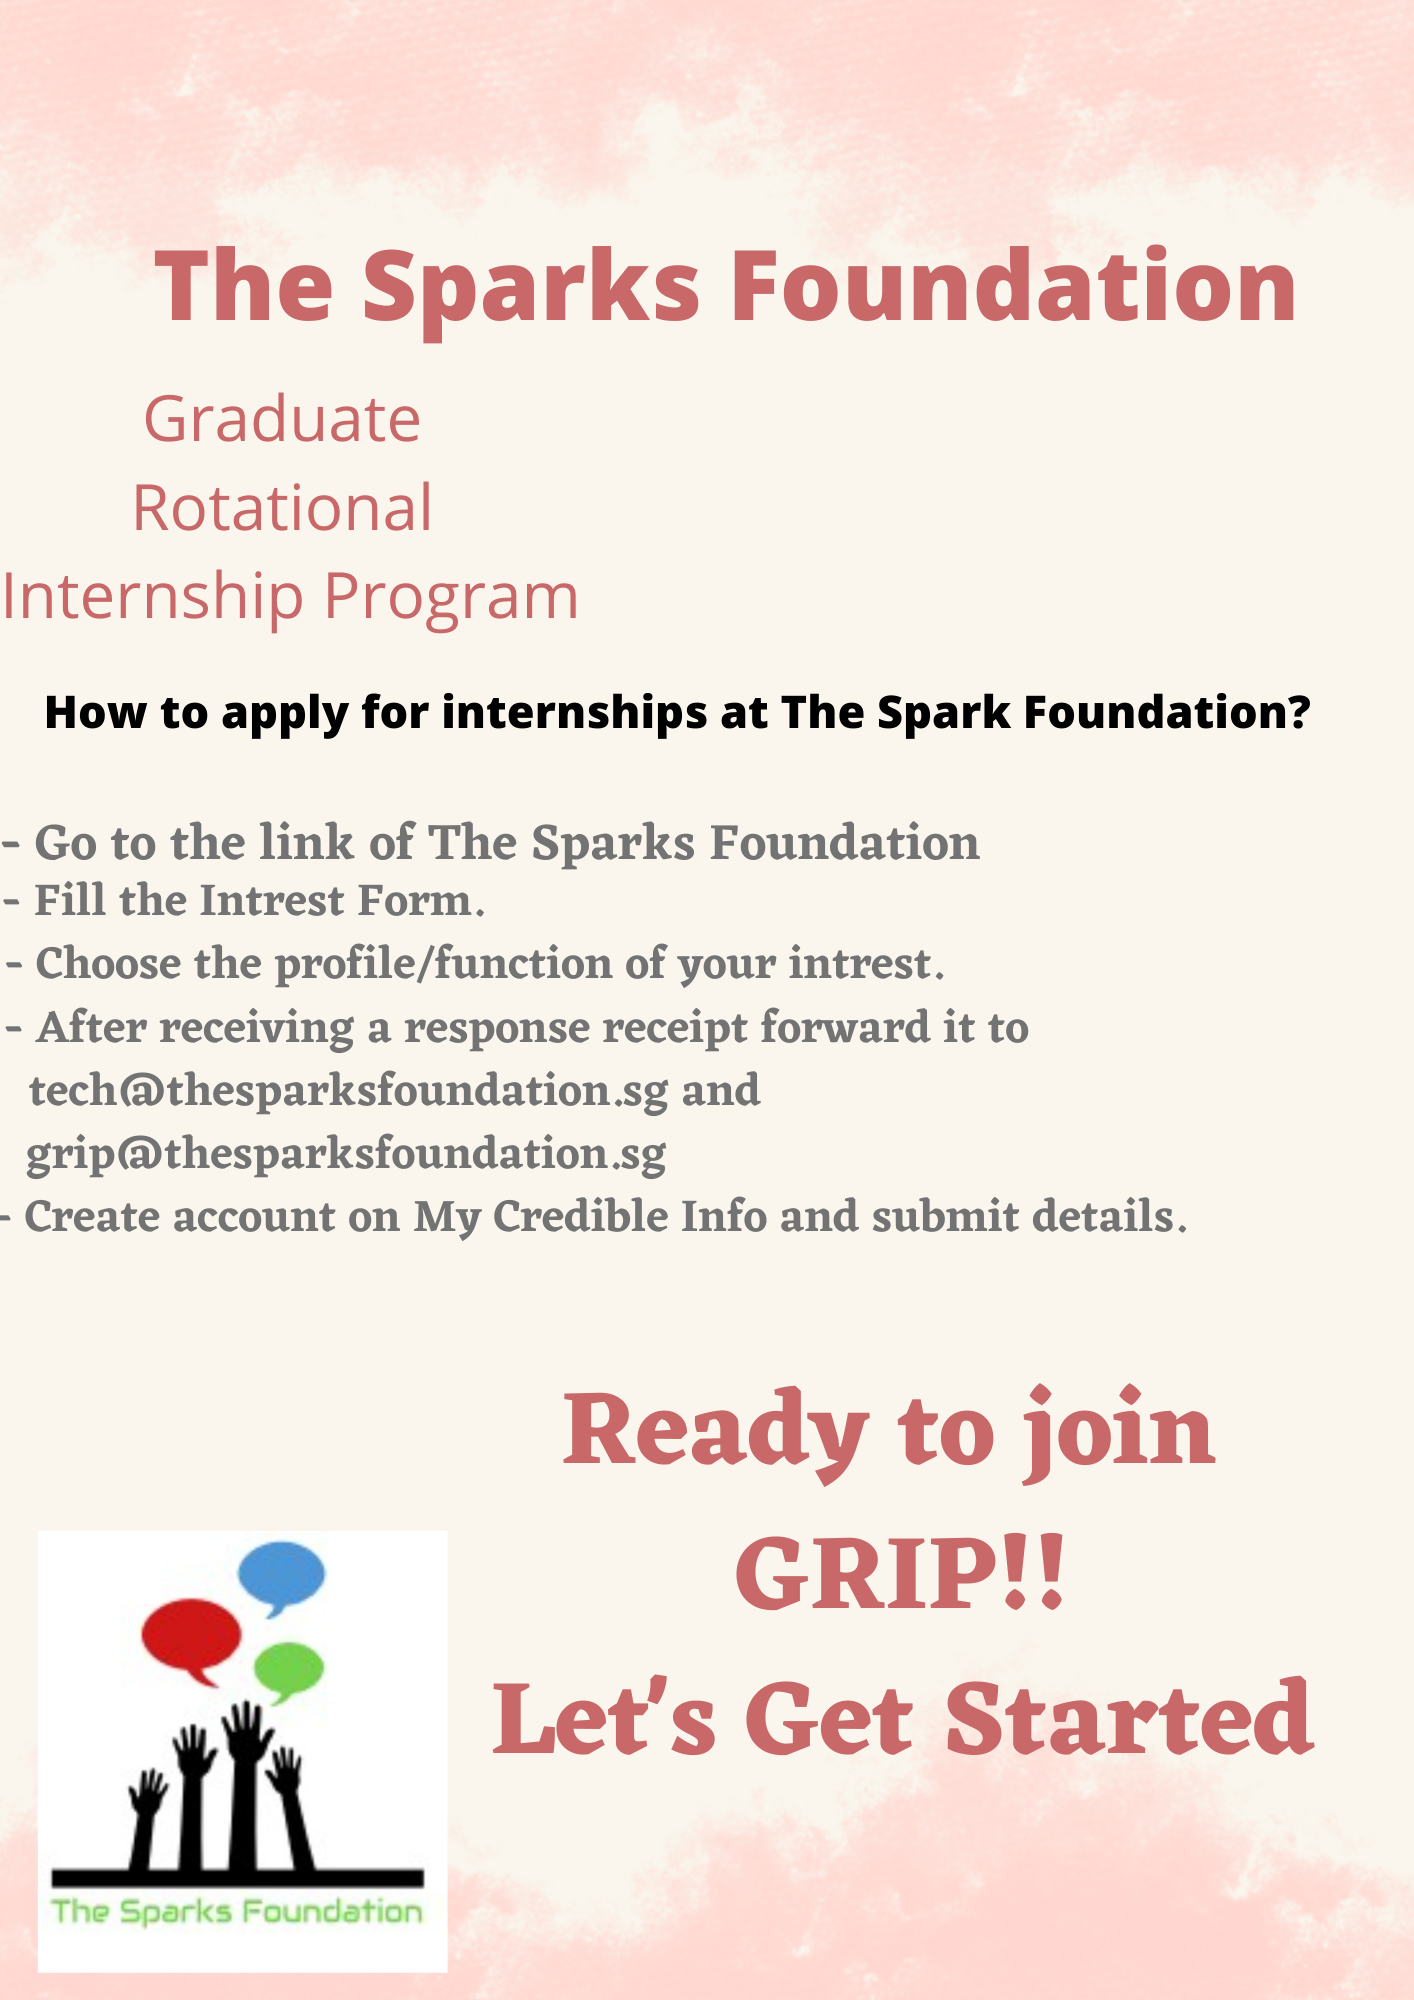 The Sparks Foundation
Graduate
Rotational
Internship Program
How to apply for internships at The Spark Foundation?
- Go to the link of The Sparks Foundation
- Fill the Intrest Form.
- Choose the profile/function of your intrest.
- After receiving a response receipt forward it to
tech@thesparksfoundation.sg and
grip@thesparksfoundation.sg
- Create account on My Credible Info and submit details.
Ready to join
GRIP!!
Let's Get Started
The Sparks Foundation